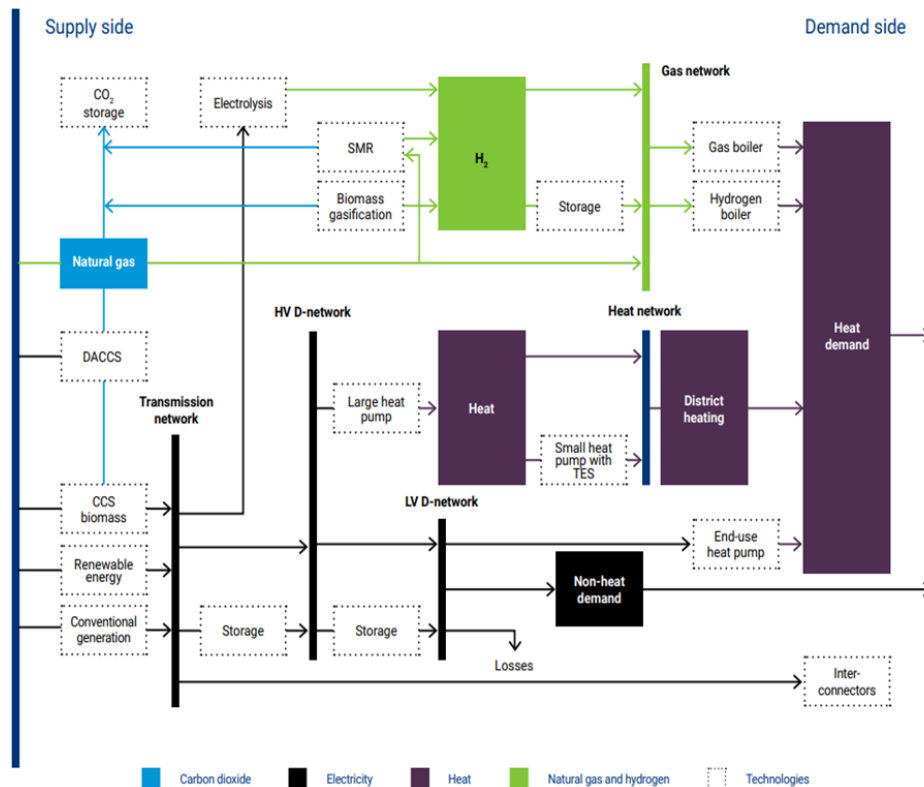 Supply side
Demand side
CO2
storage
Electrolysis
SMR
Biomass
gasification
H2
Storage
Gas network
Gas boiler
Hydrogen
boiler
Natural gas
DACCS
HV D-network
Heat network
Transmission
network
Large heat
pump
Heat
District
heating
Heat
demand
Small heat
pump with
TES
CCS
biomass
LV D-network
End-use
heat pump
Renewable
energy
Non-heat
demand
Conventional
generation
Storage
Storage
Losses
Inter-
connectors
Carbon dioxide
Electricity
Heat
Natural gas and hydrogen
Technologies